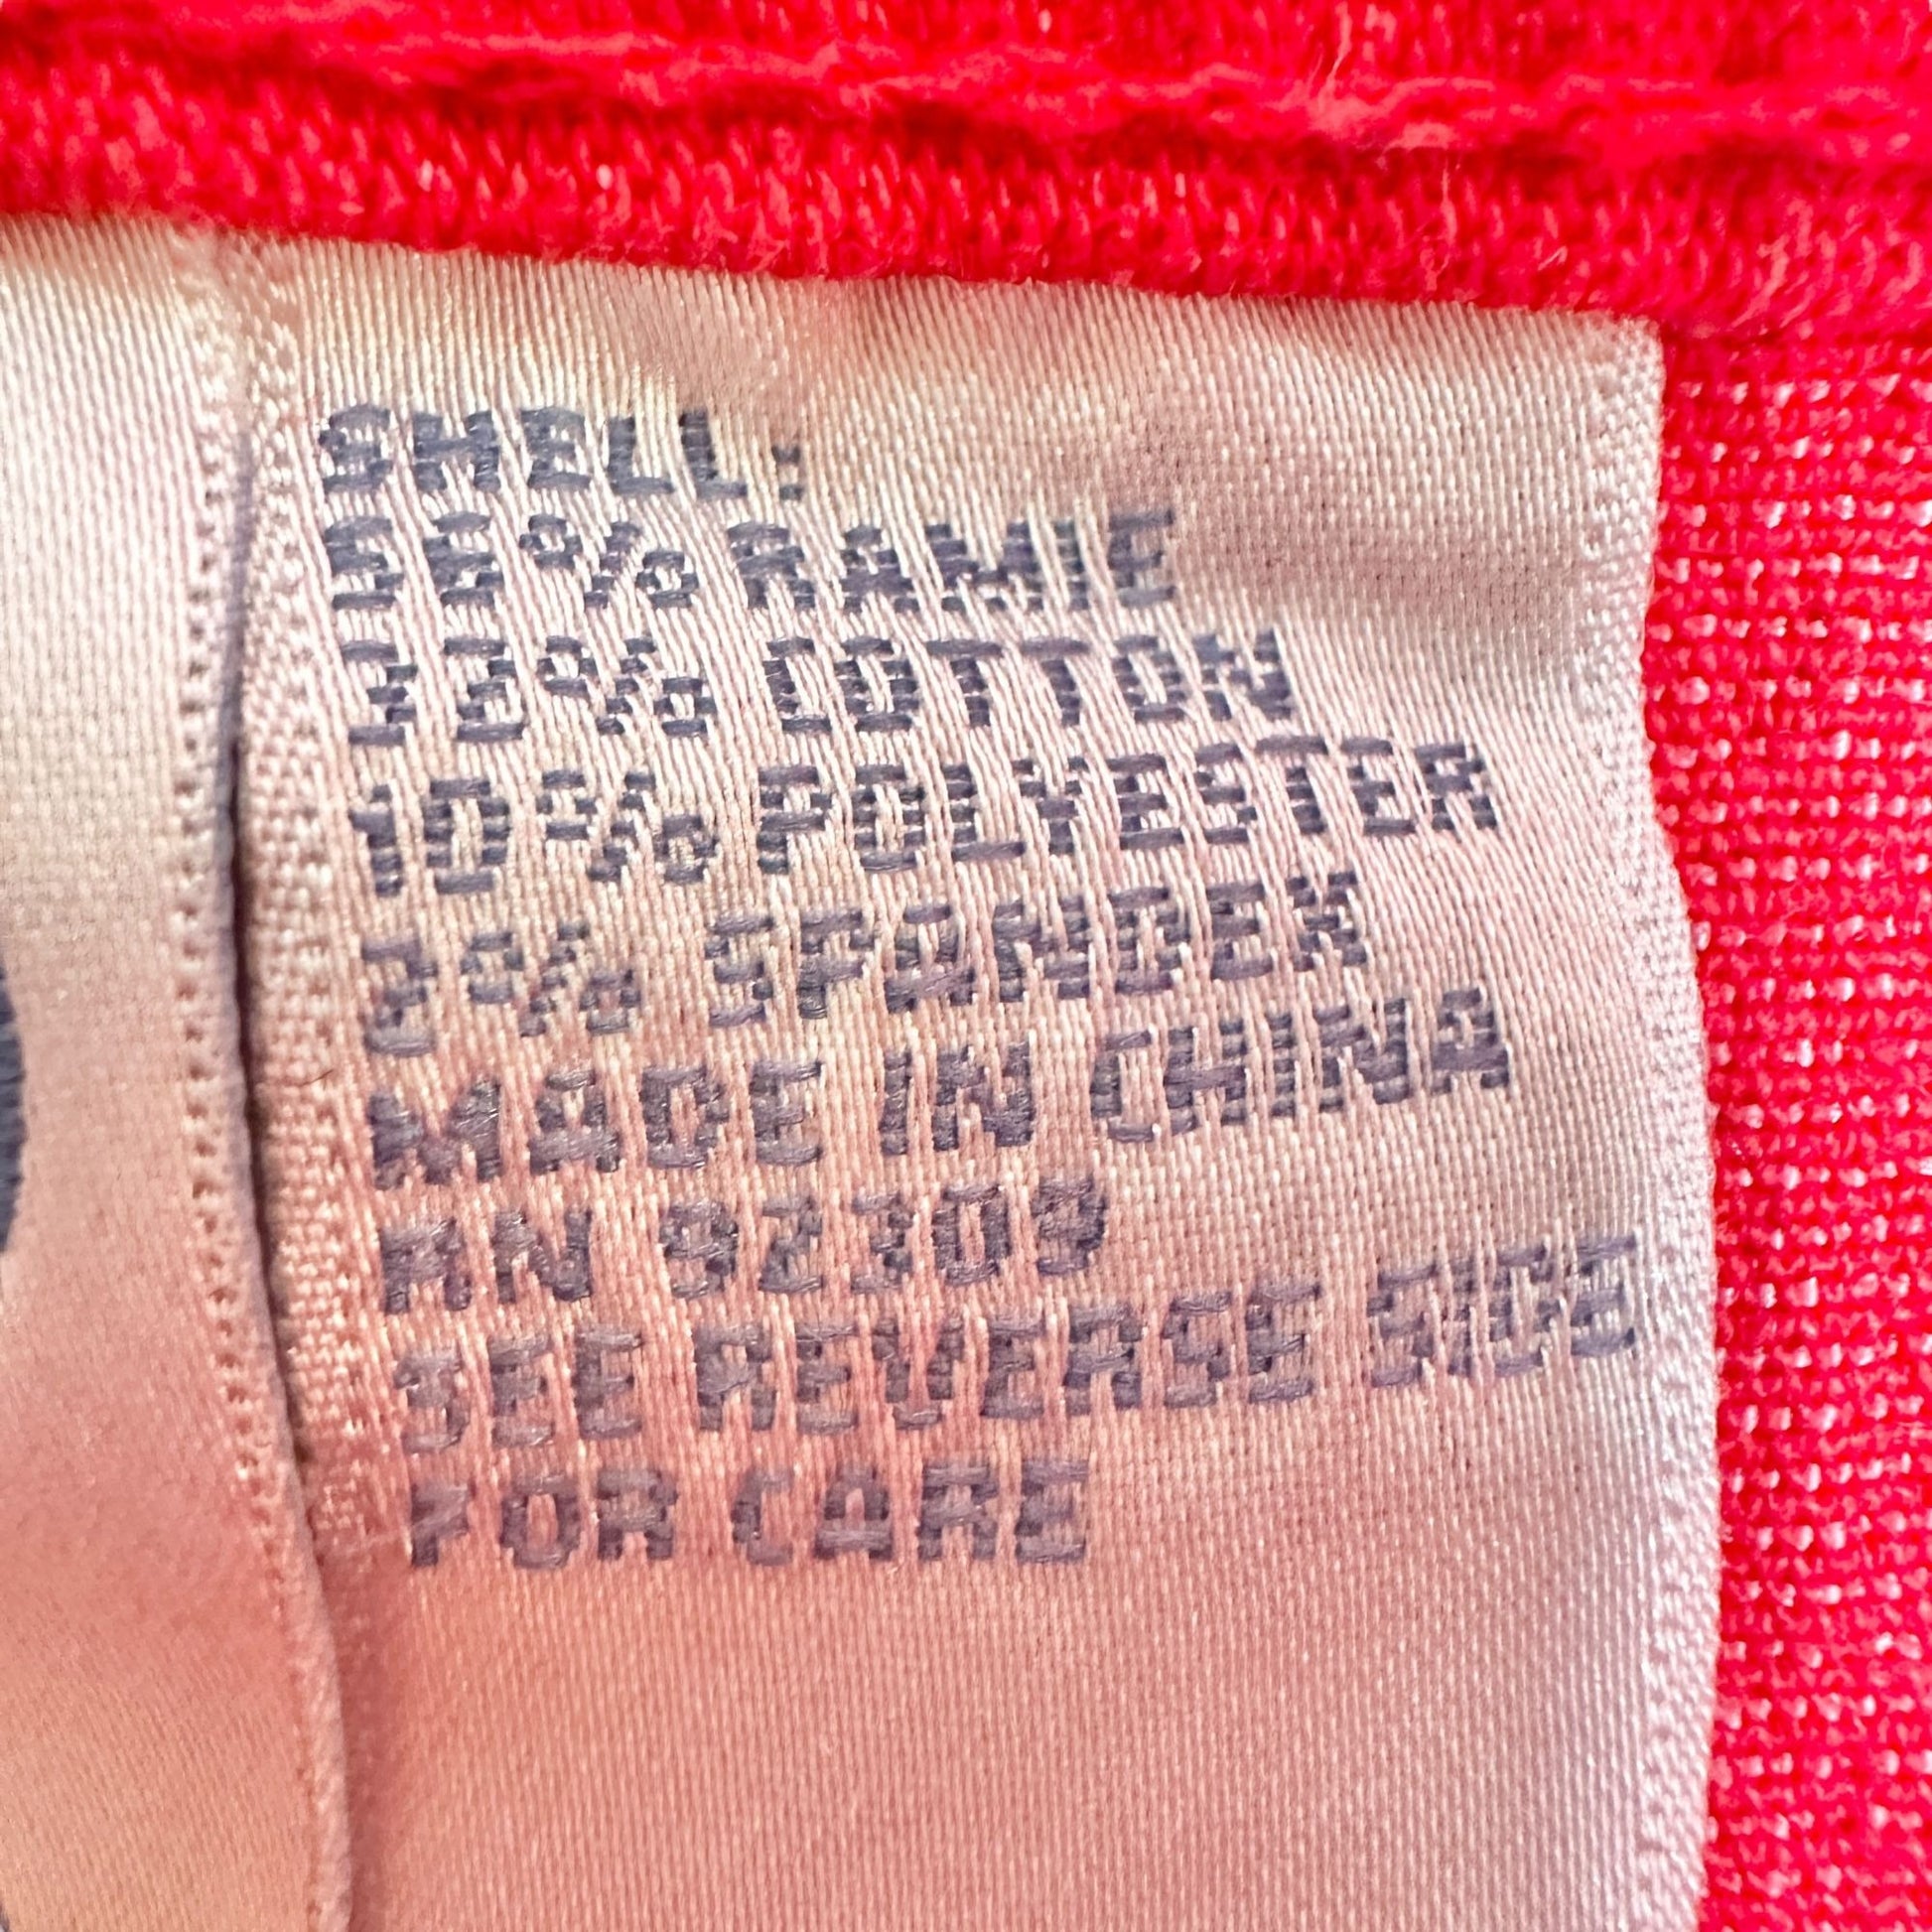 SHELL:
55% RAMIE
33% COTTON
10% POLYESTER
2% SPANDEX
MADE IN CHINA
RN 92309
SEE REVERSE SIDE
FOR CARE